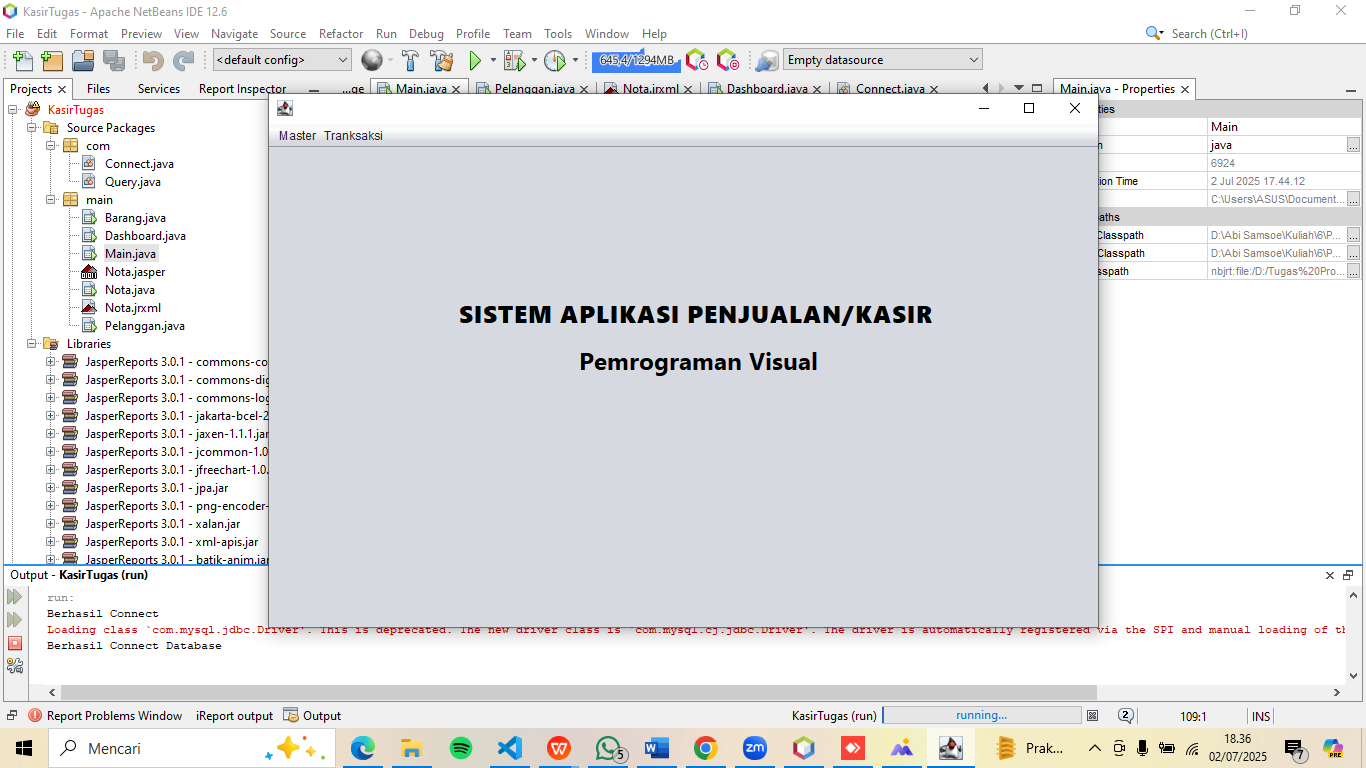 KasirTugas - Apache NetBeans IDE 12.6
File Edit Format Preview View Navigate Source Refactor Run Debug Profile Team Tools Window Help
Search (Ctrl+I)
<default config>
645,4/1294MB
Empty datasource
Projects
Files
Services
Report Inspector
...ge
Main.java
Pelanggan.java
Nota.jrxml
Dashboard.java
Connect.java
Main.java - Properties
KasirTugas
Source Packages
com
Connect.java
Query.java
main
Barang.java
Dashboard.java
Main.java
Nota.jasper
Nota.java
Nota.jrxml
Pelanggan.java
Libraries
JasperReports 3.0.1 - commons-co
JasperReports 3.0.1 - commons-dig
JasperReports 3.0.1 - commons-log
JasperReports 3.0.1 - jakarta-bcel-2
JasperReports 3.0.1 - jaxen-1.1.1.jar
JasperReports 3.0.1 - jcommon-1.0
JasperReports 3.0.1 - jfreechart-1.0.
JasperReports 3.0.1 - jpa.jar
JasperReports 3.0.1 - png-encoder-
JasperReports 3.0.1 - xalan.jar
JasperReports 3.0.1 - xml-apis.jar
JasperReports 3.0.1 - batik-anim.jar
Master Tranksaksi
SISTEM APLIKASI PENJUALAN/KASIR
Pemrograman Visual
ties
Main
n java
6924
ion Time 2 Jul 2025 17.44.12
C:\Users\ASUS\Document...
aths
Classpath D:\Abi Samsoe\Kuliah\6\P...
Classpath D:\Abi Samsoe\Kuliah\6\P...
sspath nbjrt:file:/D:/Tugas%20Pro...
Output - KasirTugas (run)
run:
Berhasil Connect
Loading class `com.mysql.jdbc.Driver'. This is deprecated. The new driver class is `com.mysql.cj.jdbc.Driver'. The driver is automatically registered via the SPI and manual loading of th
Berhasil Connect Database
Report Problems Window
iReport output
Output
KasirTugas (run)
running...
2
109:1
INS
Mencari
5
Prak...
18.36
02/07/2025
7
PRE